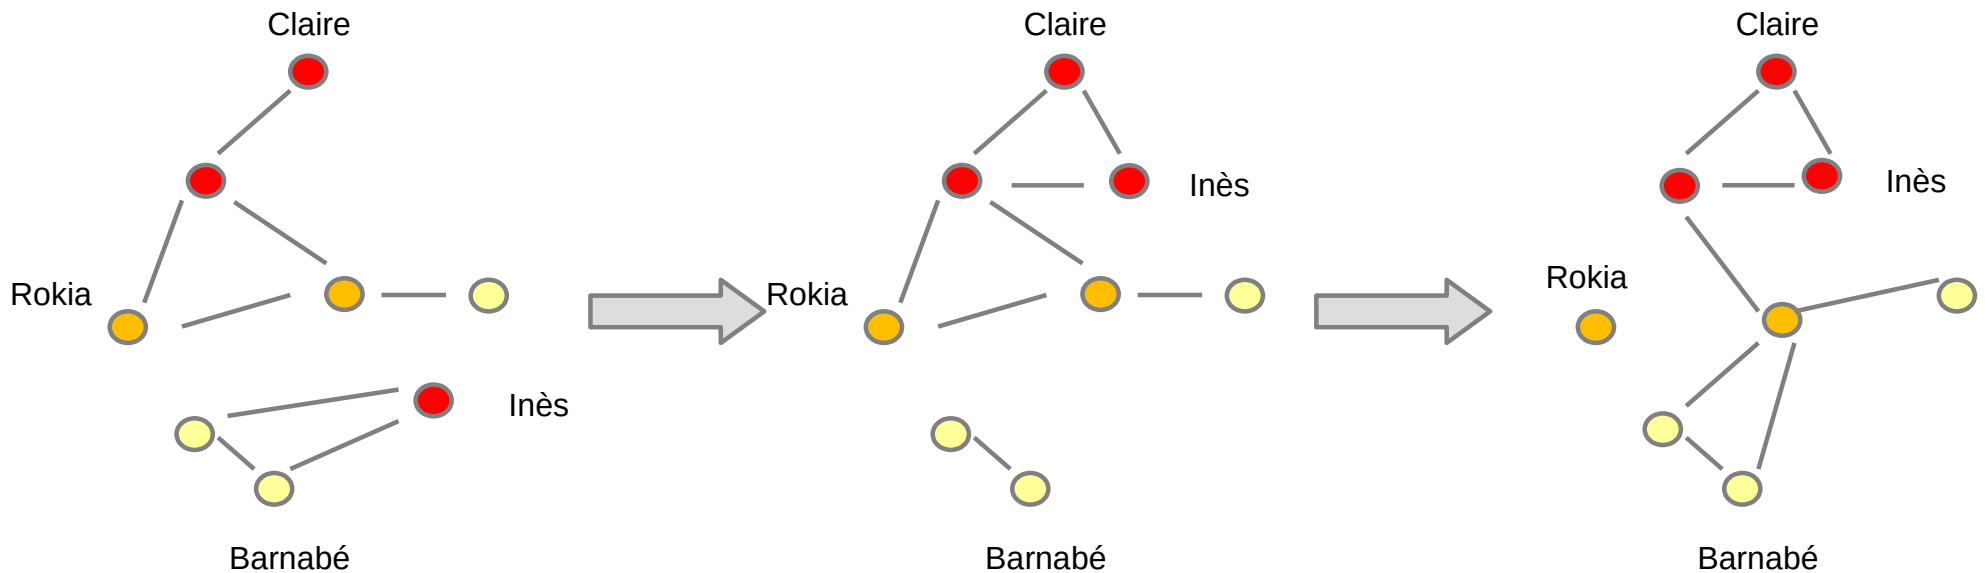 Claire
Rokia
Inès
Barnabé
Claire
Inès
Rokia
Barnabé
Claire
Inès
Rokia
Barnabé